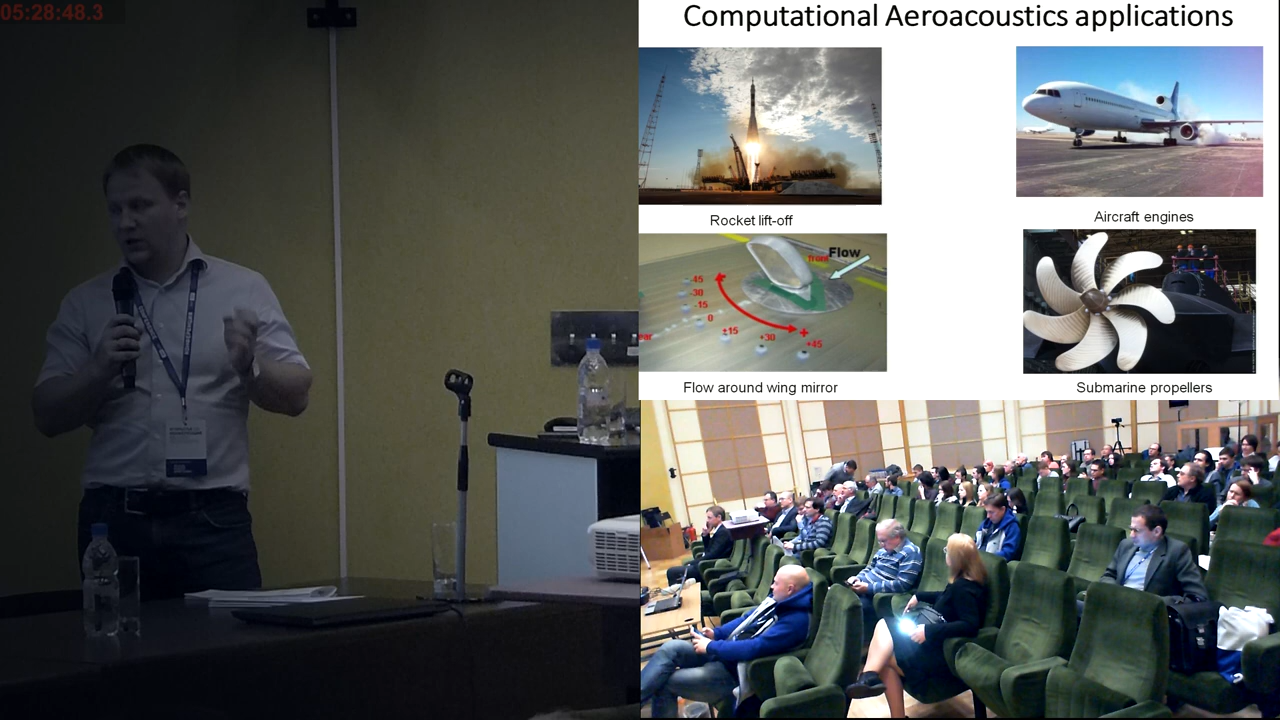 05:28:48.3
Computational Aeroacoustics applications
Rocket lift-off
Aircraft engines
front
Flow
-45
-30
-15
0
±15
+30
+45
Flow around wing mirror
Submarine propellers